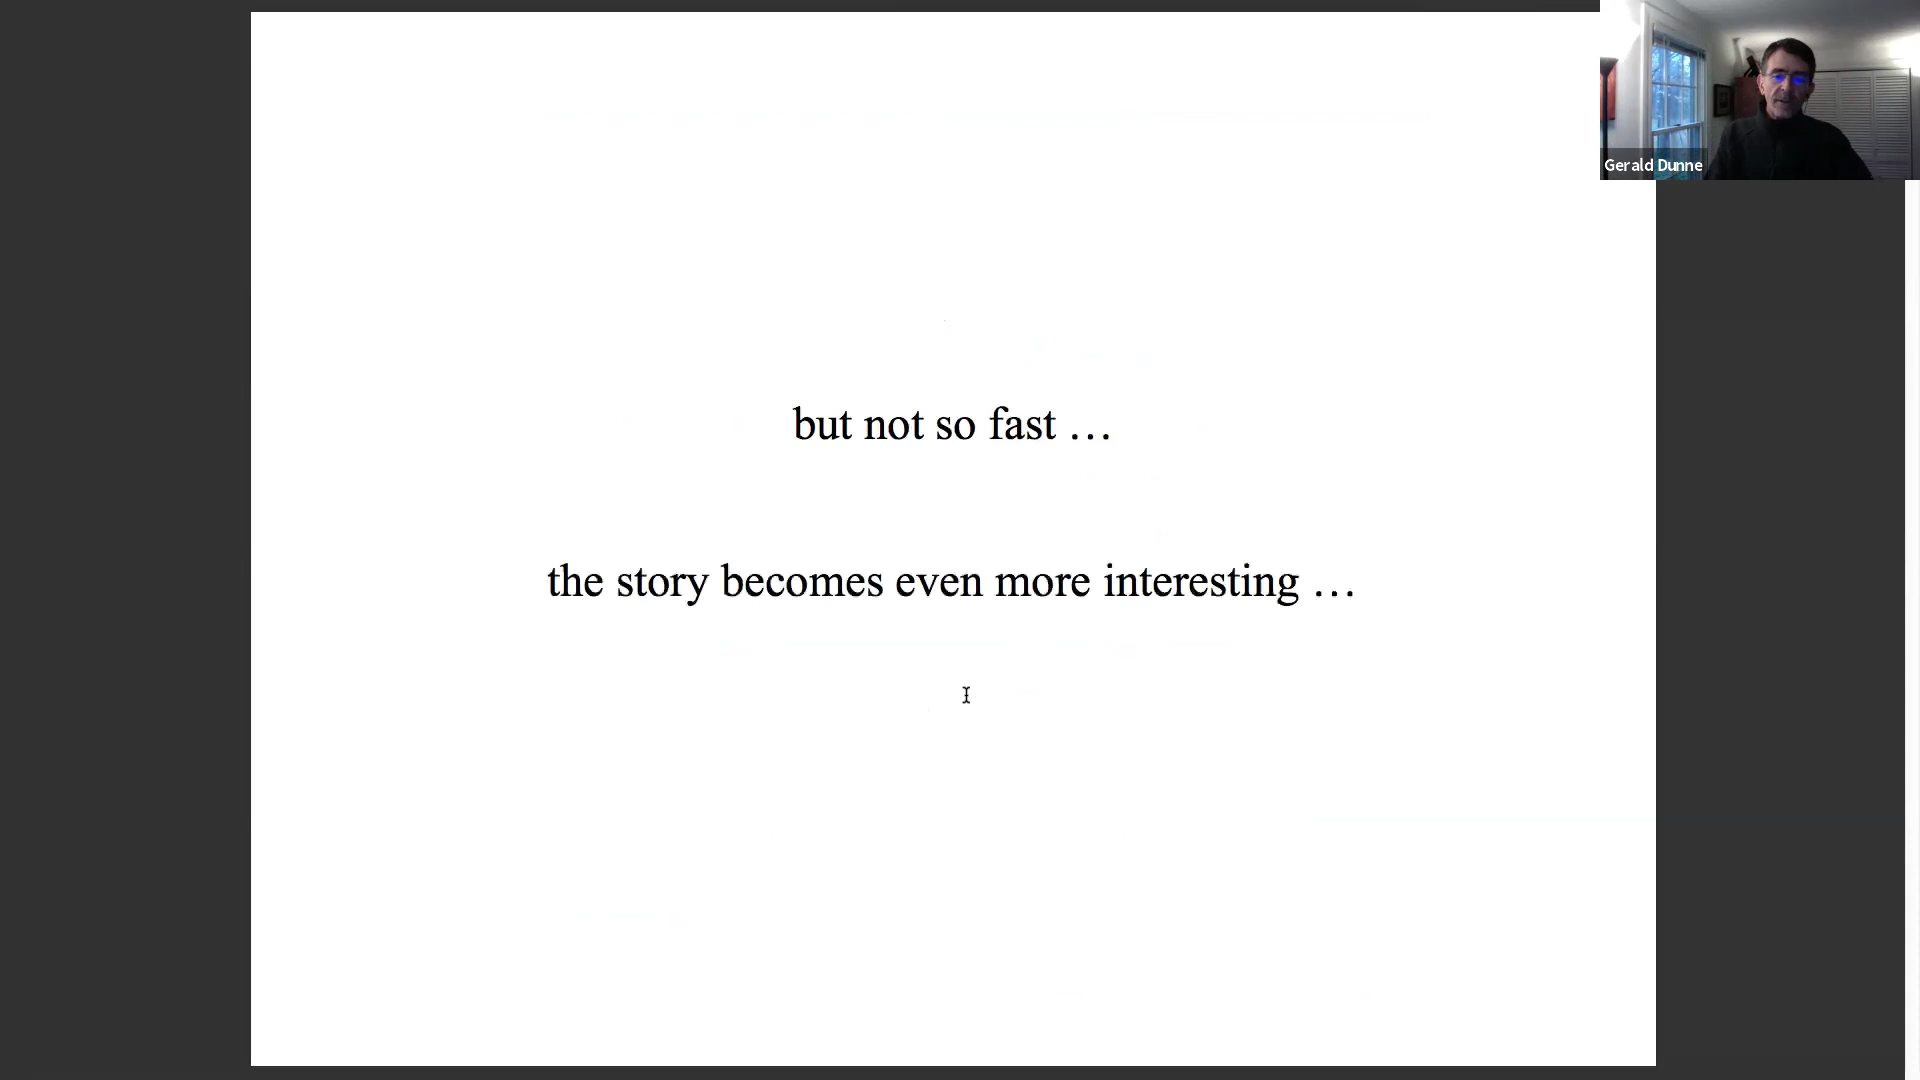 but not so fast …
the story becomes even more interesting …
Gerald Dunne